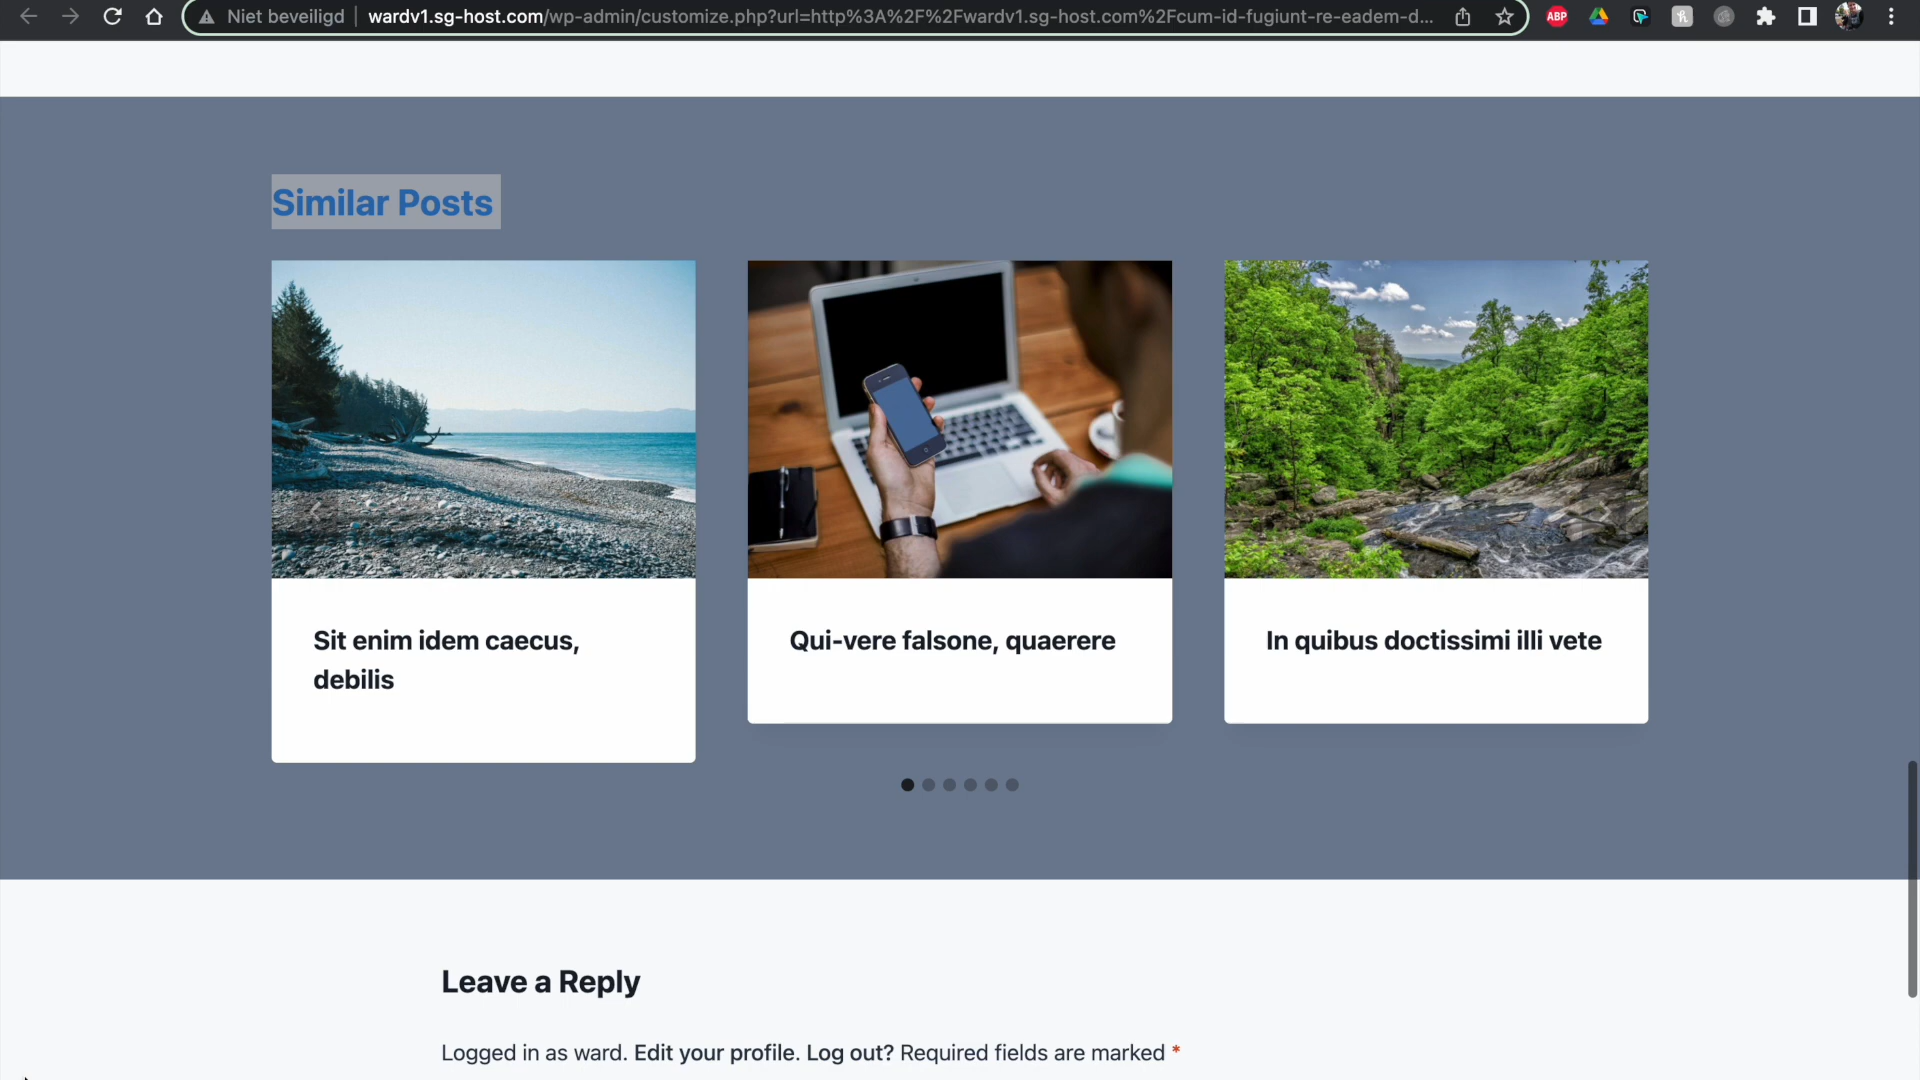 Niet beveiligd wardv1.sg-host.com/wp-admin/customize.php?url=http%3A%2F%2Fwardv1.sg-host.com%2Fcum-id-fugiunt-re-eadem-d...
ABP
Similar Posts
Sit enim idem caecus,
debilis
Qui-vere falsone, quaerere
In quibus doctissimi illi vete
Leave a Reply
Logged in as ward. Edit your profile. Log out? Required fields are marked *